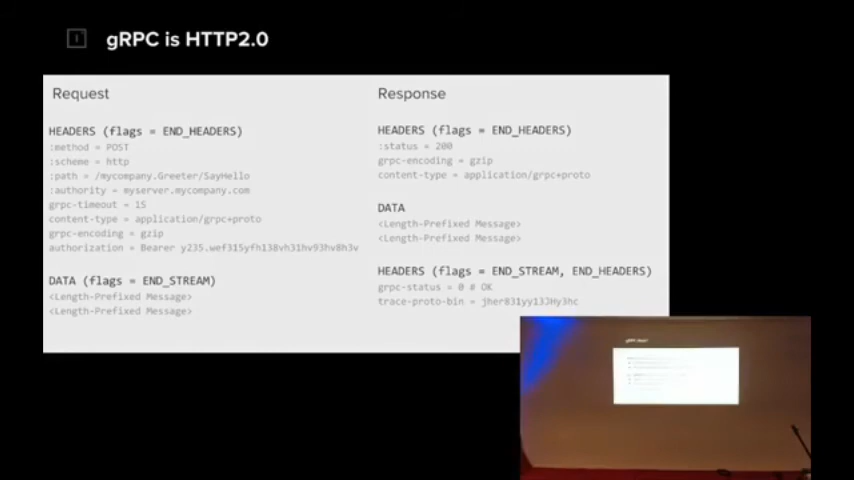 gRPC is HTTP2.0
Request
HEADERS (flags = END_HEADERS)
:method = POST
:scheme = http
:path = /mycompany.Greeter/SayHello
:authority = myserver.mycompany.com
grpc-timeout = 1S
content-type = application/grpc+proto
grpc-encoding = gzip
authorization = Bearer y235.wef315yfh138vh31hv93hv8h3v
DATA (flags = END_STREAM)
<Length-Prefixed Message>
<Length-Prefixed Message>
Response
HEADERS (flags = END_HEADERS)
:status = 200
grpc-encoding = gzip
content-type = application/grpc+proto
DATA
<Length-Prefixed Message>
<Length-Prefixed Message>
HEADERS (flags = END_STREAM, END_HEADERS)
grpc-status = 0 # OK
trace-proto-bin = jher831yy13JHy3hc